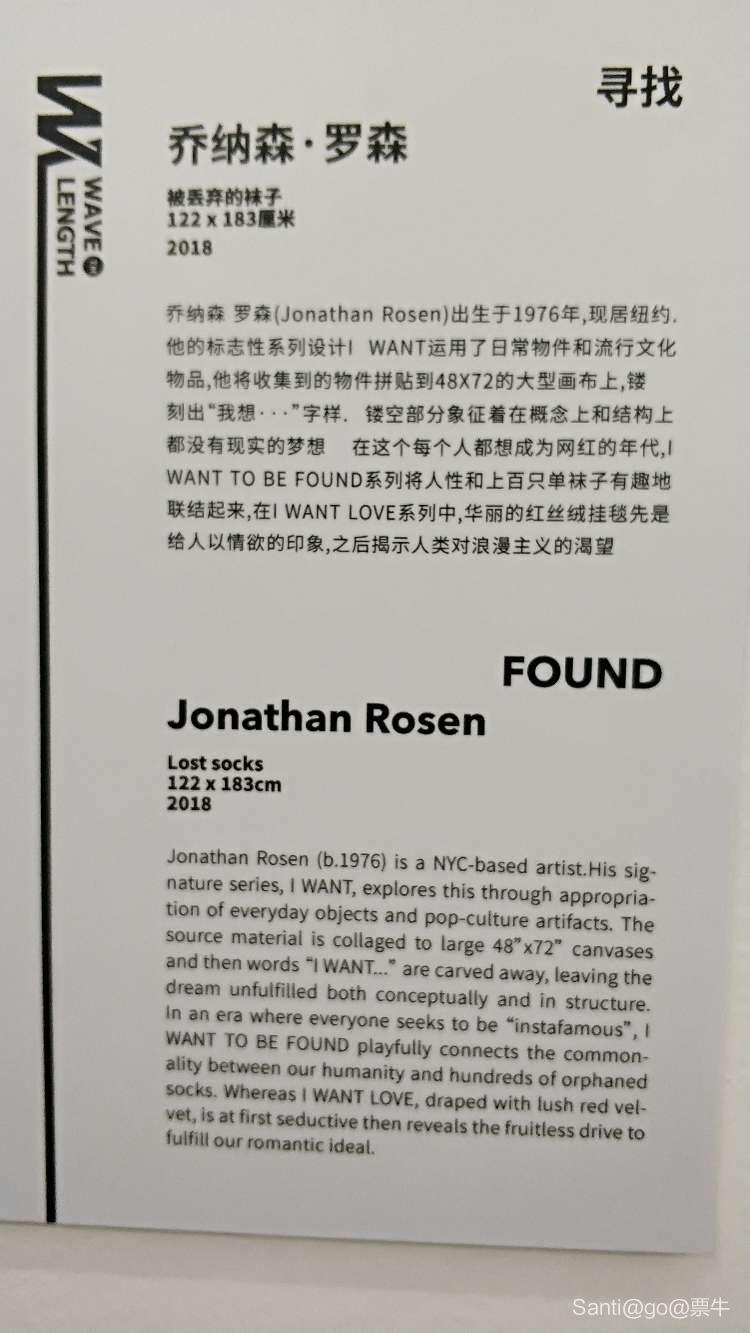 WAVE
LENGTH
寻找
乔纳森·罗森
被丢弃的袜子
122 x 183厘米
2018
乔纳森 罗森(Jonathan Rosen)出生于1976年,现居纽约.
他的标志性系列设计I WANT运用了日常物件和流行文化
物品,他将收集到的物件拼贴到48X72的大型画布上,镂
刻出“我想···”字样. 镂空部分象征着在概念上和结构上
都没有现实的梦想 在这个每个人都想成为网红的年代,I
WANT TO BE FOUND系列将人性和上百只单袜子有趣地
联结起来,在I WANT LOVE系列中,华丽的红丝绒挂毯先是
给人以情欲的印象,之后揭示人类对浪漫主义的渴望
FOUND
Jonathan Rosen
Lost socks
122 x 183cm
2018
Jonathan Rosen (b.1976) is a NYC-based artist.His sig-
nature series, I WANT, explores this through appropria-
tion of everyday objects and pop-culture artifacts. The
source material is collaged to large 48”x72” canvases
and then words “I WANT...” are carved away, leaving the
dream unfulfilled both conceptually and in structure.
In an era where everyone seeks to be “instafamous”, I
WANT TO BE FOUND playfully connects the common-
ality between our humanity and hundreds of orphaned
socks. Whereas I WANT LOVE, draped with lush red vel-
vet, is at first seductive then reveals the fruitless drive to
fulfill our romantic ideal.
Santi@go@票牛